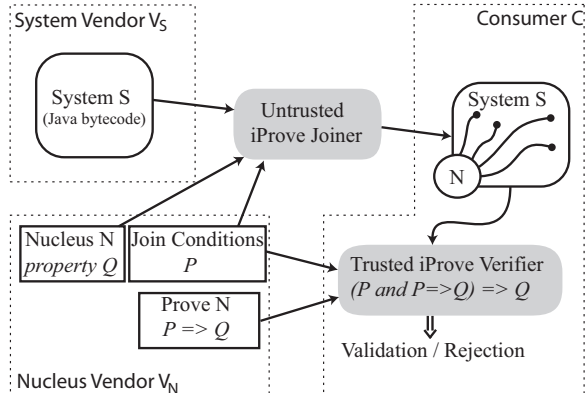 System Vendor V_S
Consumer C
System S
(Java bytecode)
Untrusted
iProve Joiner
System S
N
Nucleus N
property Q
Join Conditions
P
Prove N
P => Q
Trusted iProve Verifier
(P and P=>Q) => Q
Validation / Rejection
Nucleus Vendor V_N